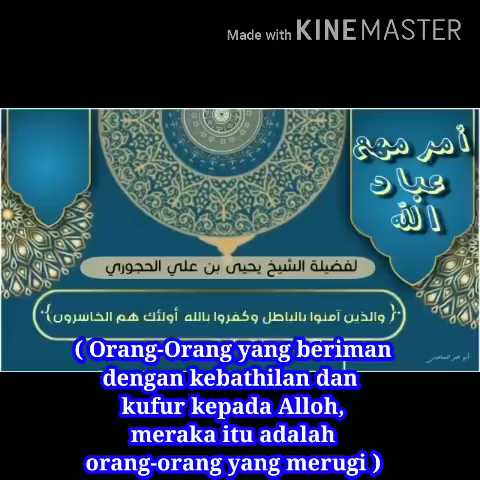 Made with KINEMASTER
أمر مهم
عباد
الله
لفضيلة الشيخ يحيى بن علي الحجوري
{ والذين آمنوا بالباطل وكفروا بالله أولئك هم الخاسرون }
( Orang-Orang yang beriman
dengan kebathilan dan
kufur kepada Alloh,
meraka itu adalah
orang-orang yang merugi )